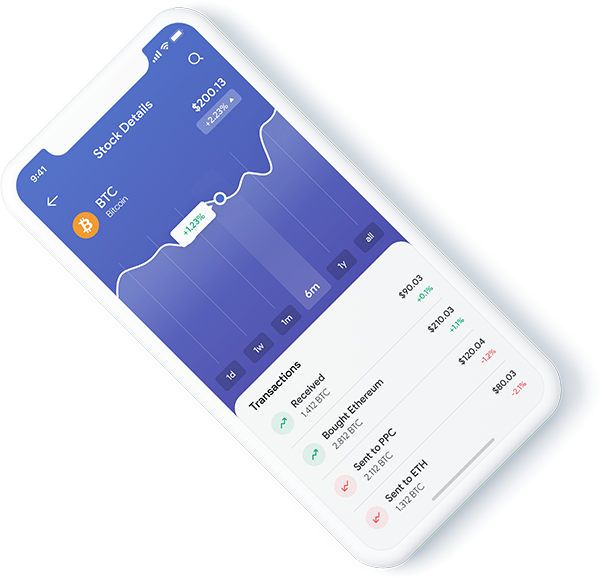 9:41
Stock Details
BTC
Bitcoin
$200.13
+2.23%
+1.23%
1d
1w
1m
6m
1y
all
Transactions
Received
1.412 BTC
$90.03
+0.1%
Bought Ethereum
2.812 BTC
$210.03
+1.1%
Sent to PPC
2.112 BTC
$120.04
-1.2%
Sent to ETH
1.312 BTC
$80.03
-2.1%